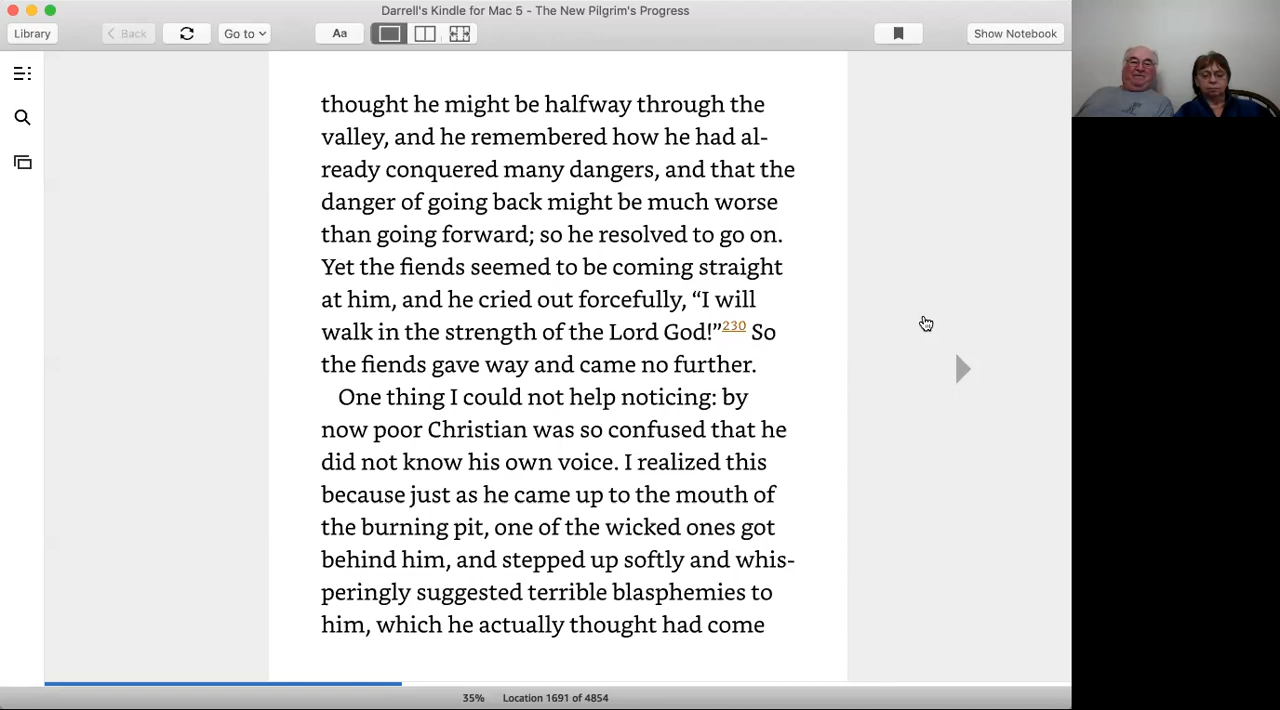 Darrell's Kindle for Mac 5 - The New Pilgrim's Progress
Library
Back
Go to
Aa
Show Notebook
thought he might be halfway through the
valley, and he remembered how he had al-
ready conquered many dangers, and that the
danger of going back might be much worse
than going forward; so he resolved to go on.
Yet the fiends seemed to be coming straight
at him, and he cried out forcefully, “I will
walk in the strength of the Lord God!”230 So
the fiends gave way and came no further.
One thing I could not help noticing: by
now poor Christian was so confused that he
did not know his own voice. I realized this
because just as he came up to the mouth of
the burning pit, one of the wicked ones got
behind him, and stepped up softly and whis-
peringly suggested terrible blasphemies to
him, which he actually thought had come
35% Location 1691 of 4854